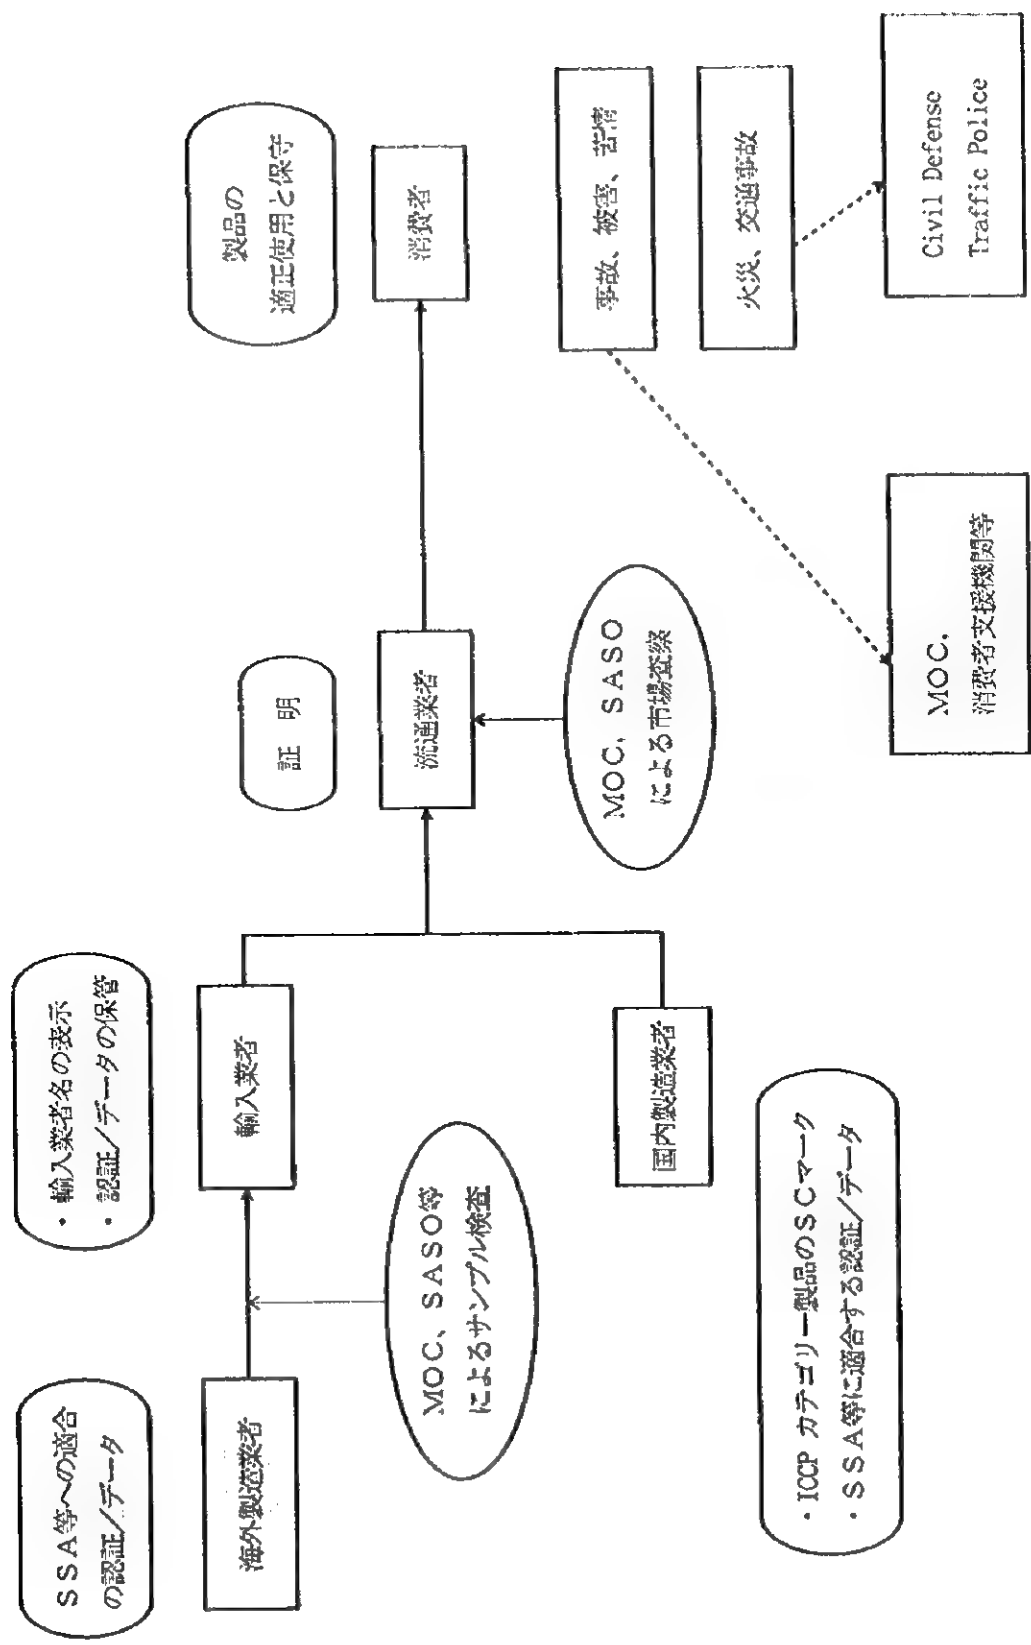 SSA等への適合
の認証/データ
海外製造業者
MOC、SASO等
によるサンプル検査
・輸入業者名の表示
・認証/データの保管
輸入業者
国内製造業者
・ICCP カテゴリー製品のSCマーク
・SSA等に適合する認証/データ
証 明
流通業者
MOC、SASO
による市場査察
製品の
適正使用と保守
消費者
事故、被害、苦情
火災、交通事故
MOC.
消費者支援機関等
Civil Defense
Traffic Police